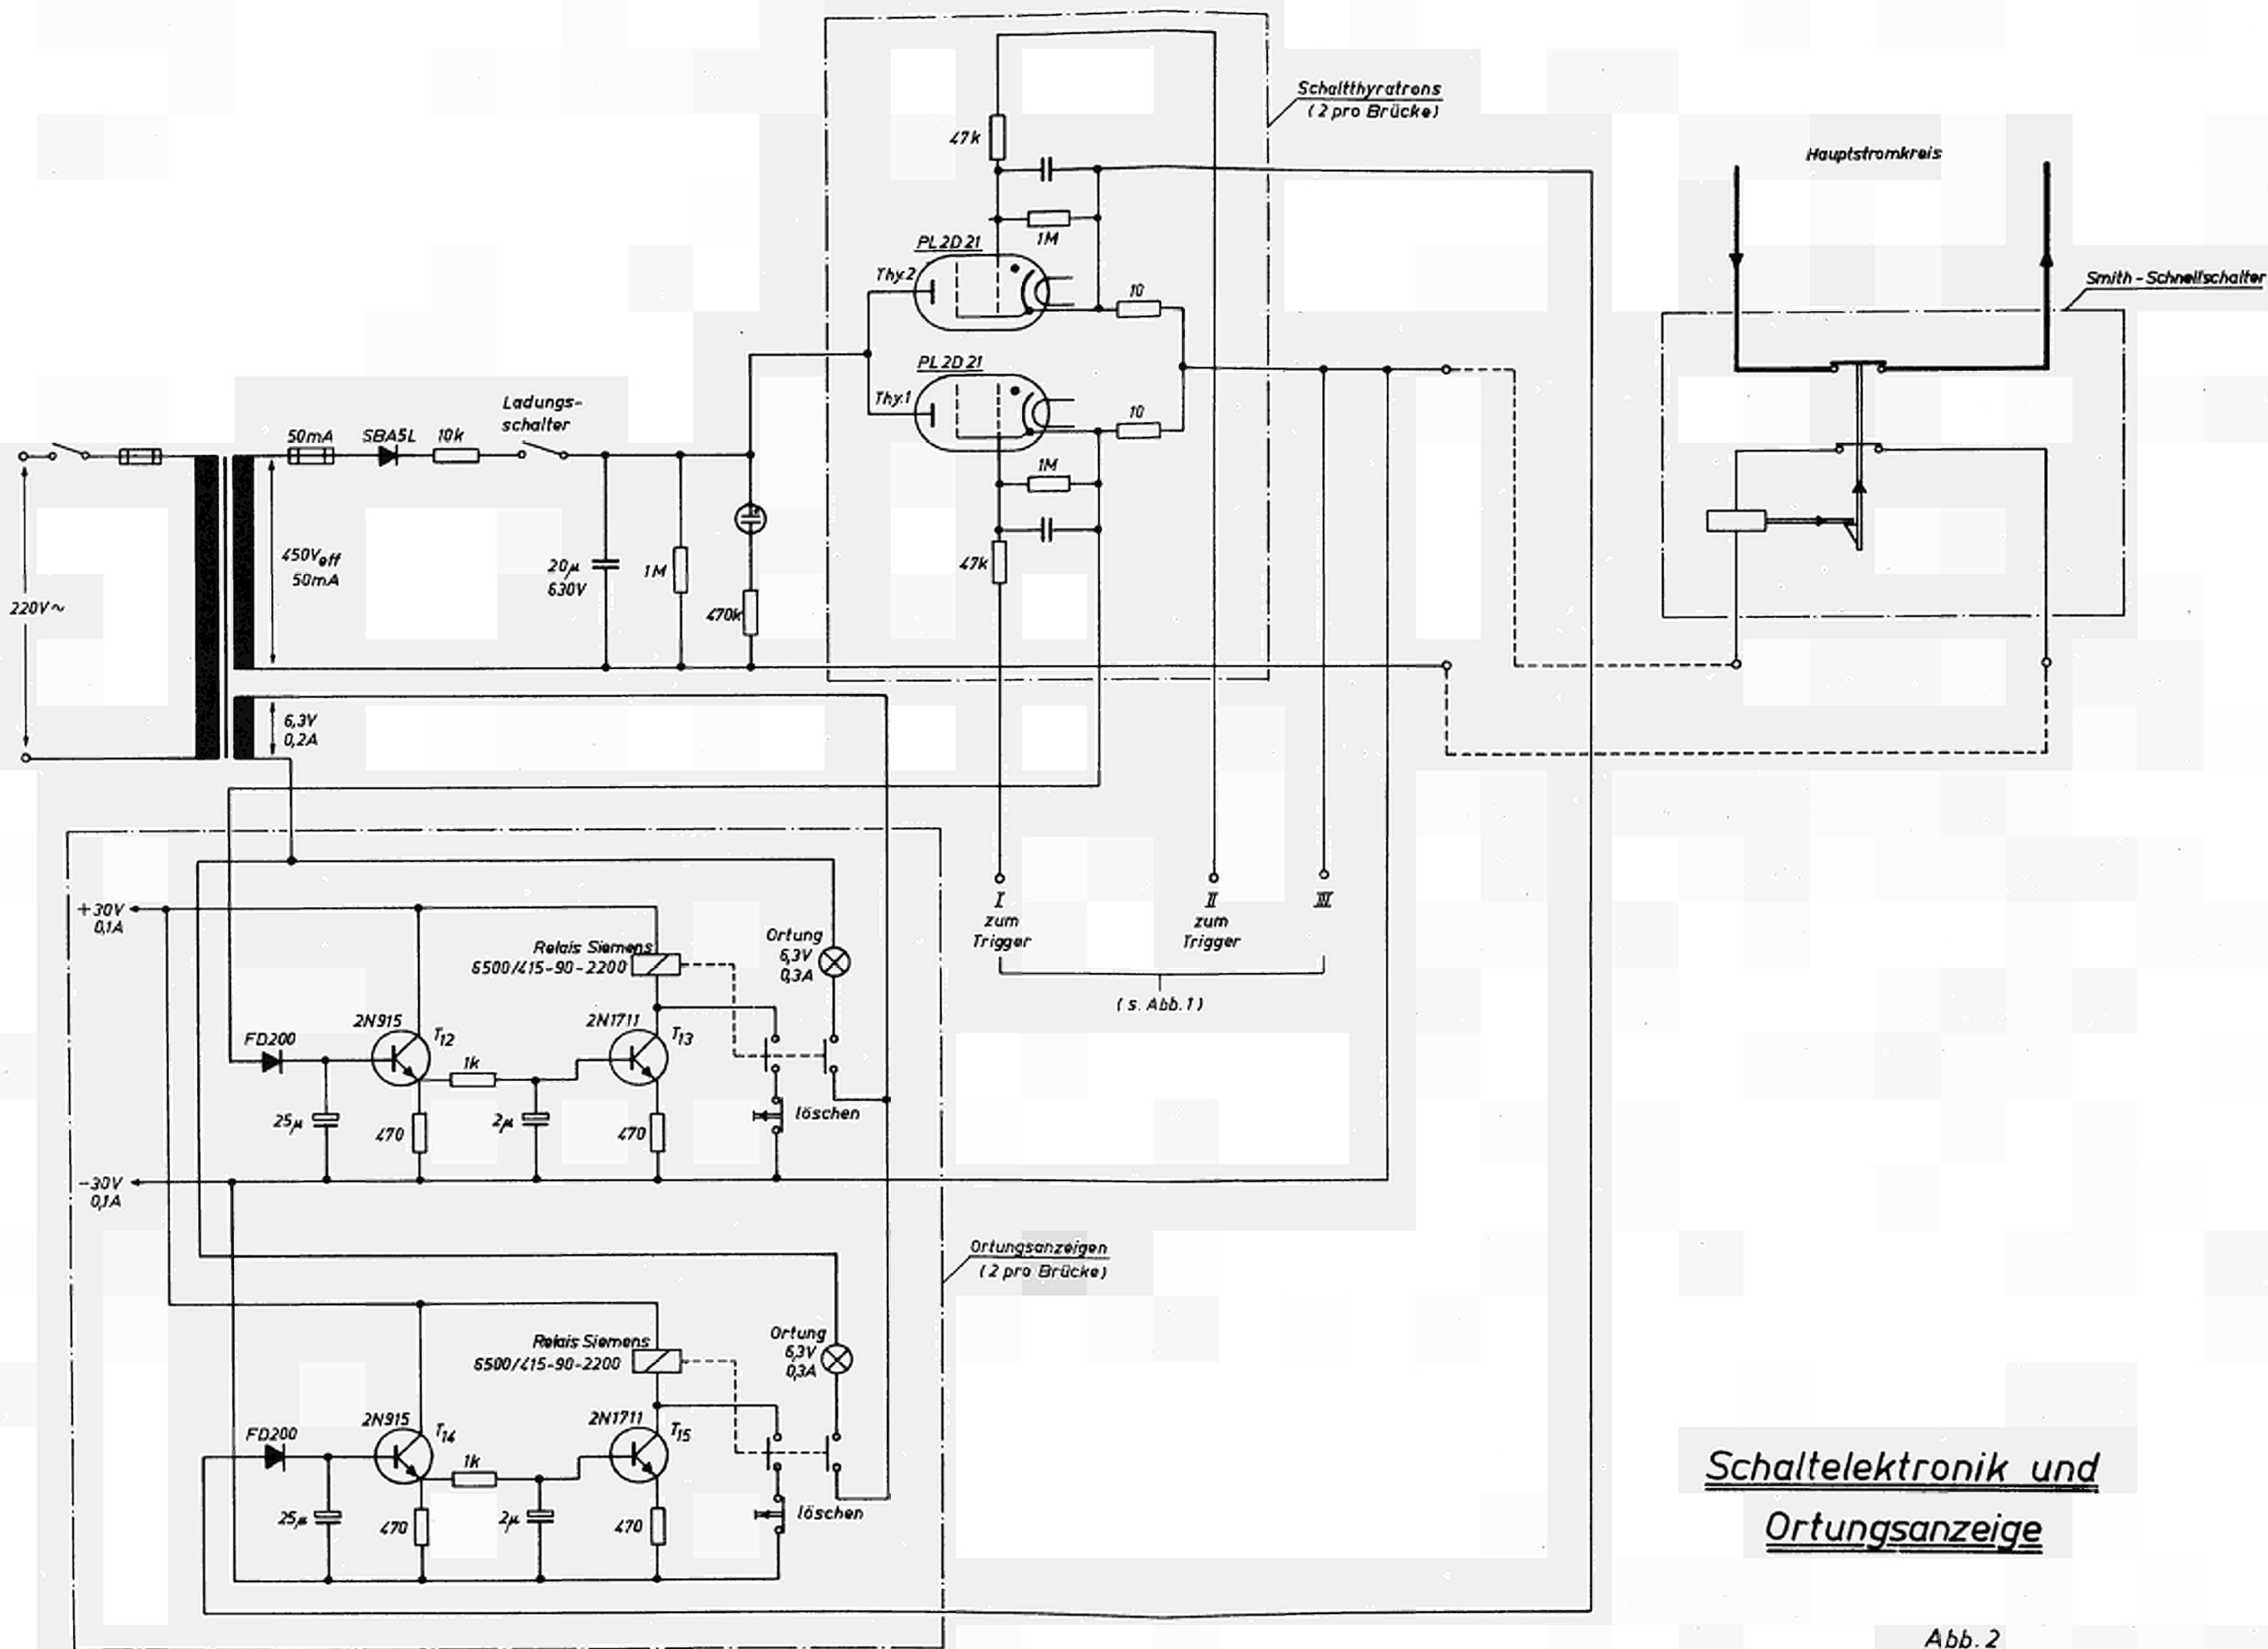 Schaltthyratrons
(2 pro Brücke)
47k
Hauptstromkreis
1M
PL2D21
Thy.2
10
Smith-Schnellschalter
PL2D21
Thy.1
10
Ladungs-
schalter
50mA
SBA5L
10k
1M
450Veff
50mA
220V~
20µ
630V
1M
470k
47k
6,3V
0,2A
I
zum
Trigger
II
zum
Trigger
III
(s. Abb. 1)
+30V
0,1A
Relais Siemens
6500/415-90-2200
Ortung
6,3V
0,3A
2N915
T12
2N1711
T13
FD200
1k
25µ
470
2µ
470
löschen
-30V
0,1A
Ortungsanzeigen
(2 pro Brücke)
Relais Siemens
6500/415-90-2200
Ortung
6,3V
0,3A
2N915
T14
2N1711
T15
FD200
1k
25µ
470
2µ
470
löschen
Schaltelektronik und
Ortungsanzeige
Abb. 2